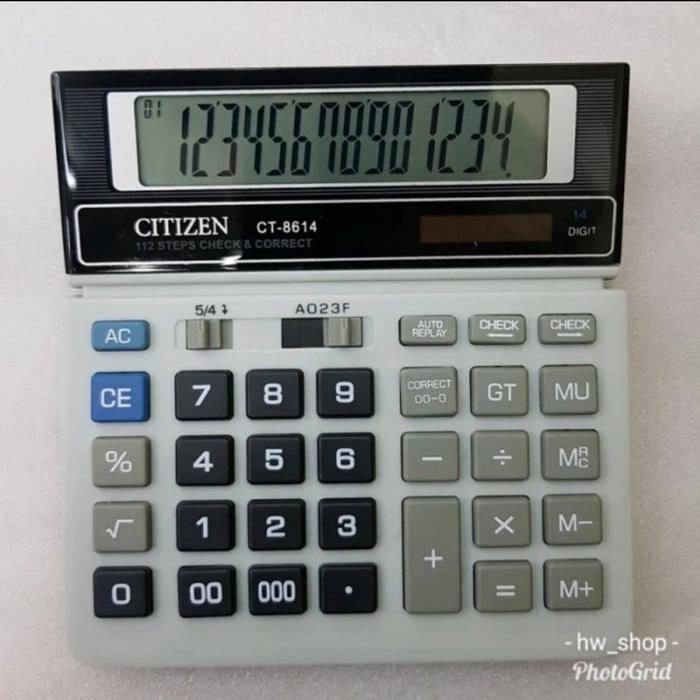 01
12345678901234.
CITIZEN CT-8614
112 STEPS CHECK & CORRECT
14
DIGIT
5/4 A023F
AC AUTO REPLAY CHECK CHECK
CE 7 8 9 CORRECT 00-0 GT MU
% 4 5 6 − ÷ MRC
√ 1 2 3 + × M−
0 00 000 . = M+
- hw_shop -
PhotoGrid